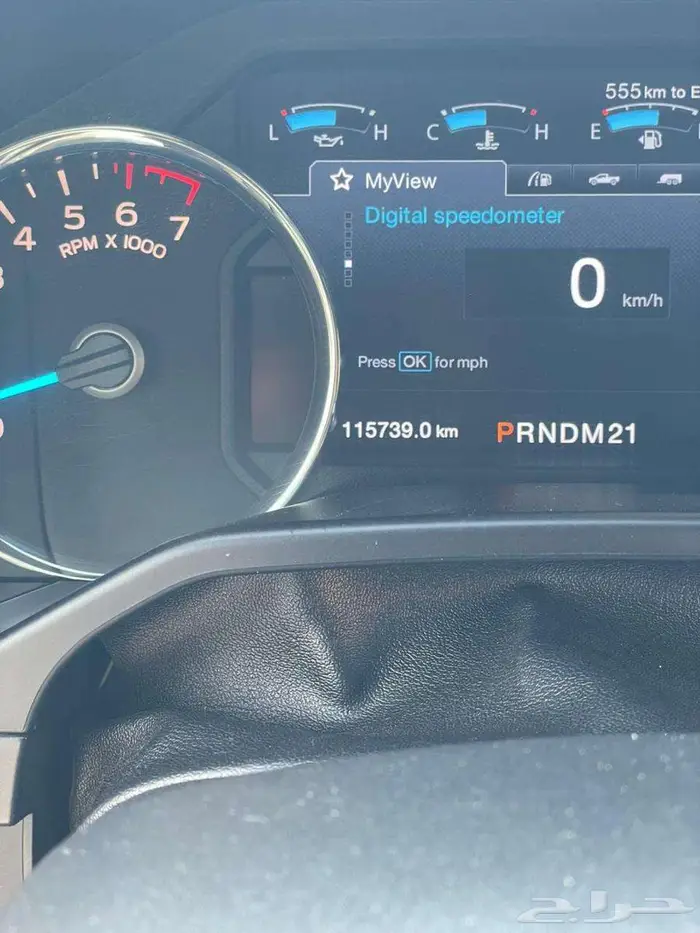 555 km to E
L H C H E
MyView
Digital speedometer
4 5 6 7
RPM X 1000
0 km/h
Press OK for mph
115739.0 km PRNDM21
حراج